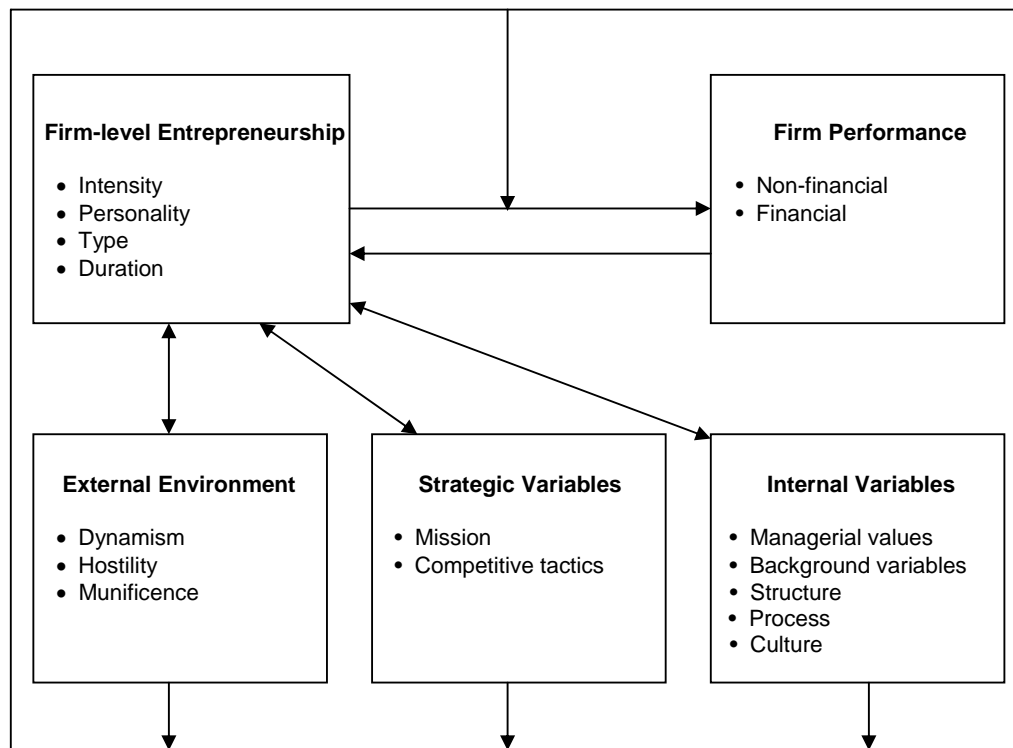 Firm-level Entrepreneurship
• Intensity
• Personality
• Type
• Duration
Firm Performance
• Non-financial
• Financial
External Environment
• Dynamism
• Hostility
• Munificence
Strategic Variables
• Mission
• Competitive tactics
Internal Variables
• Managerial values
• Background variables
• Structure
• Process
• Culture